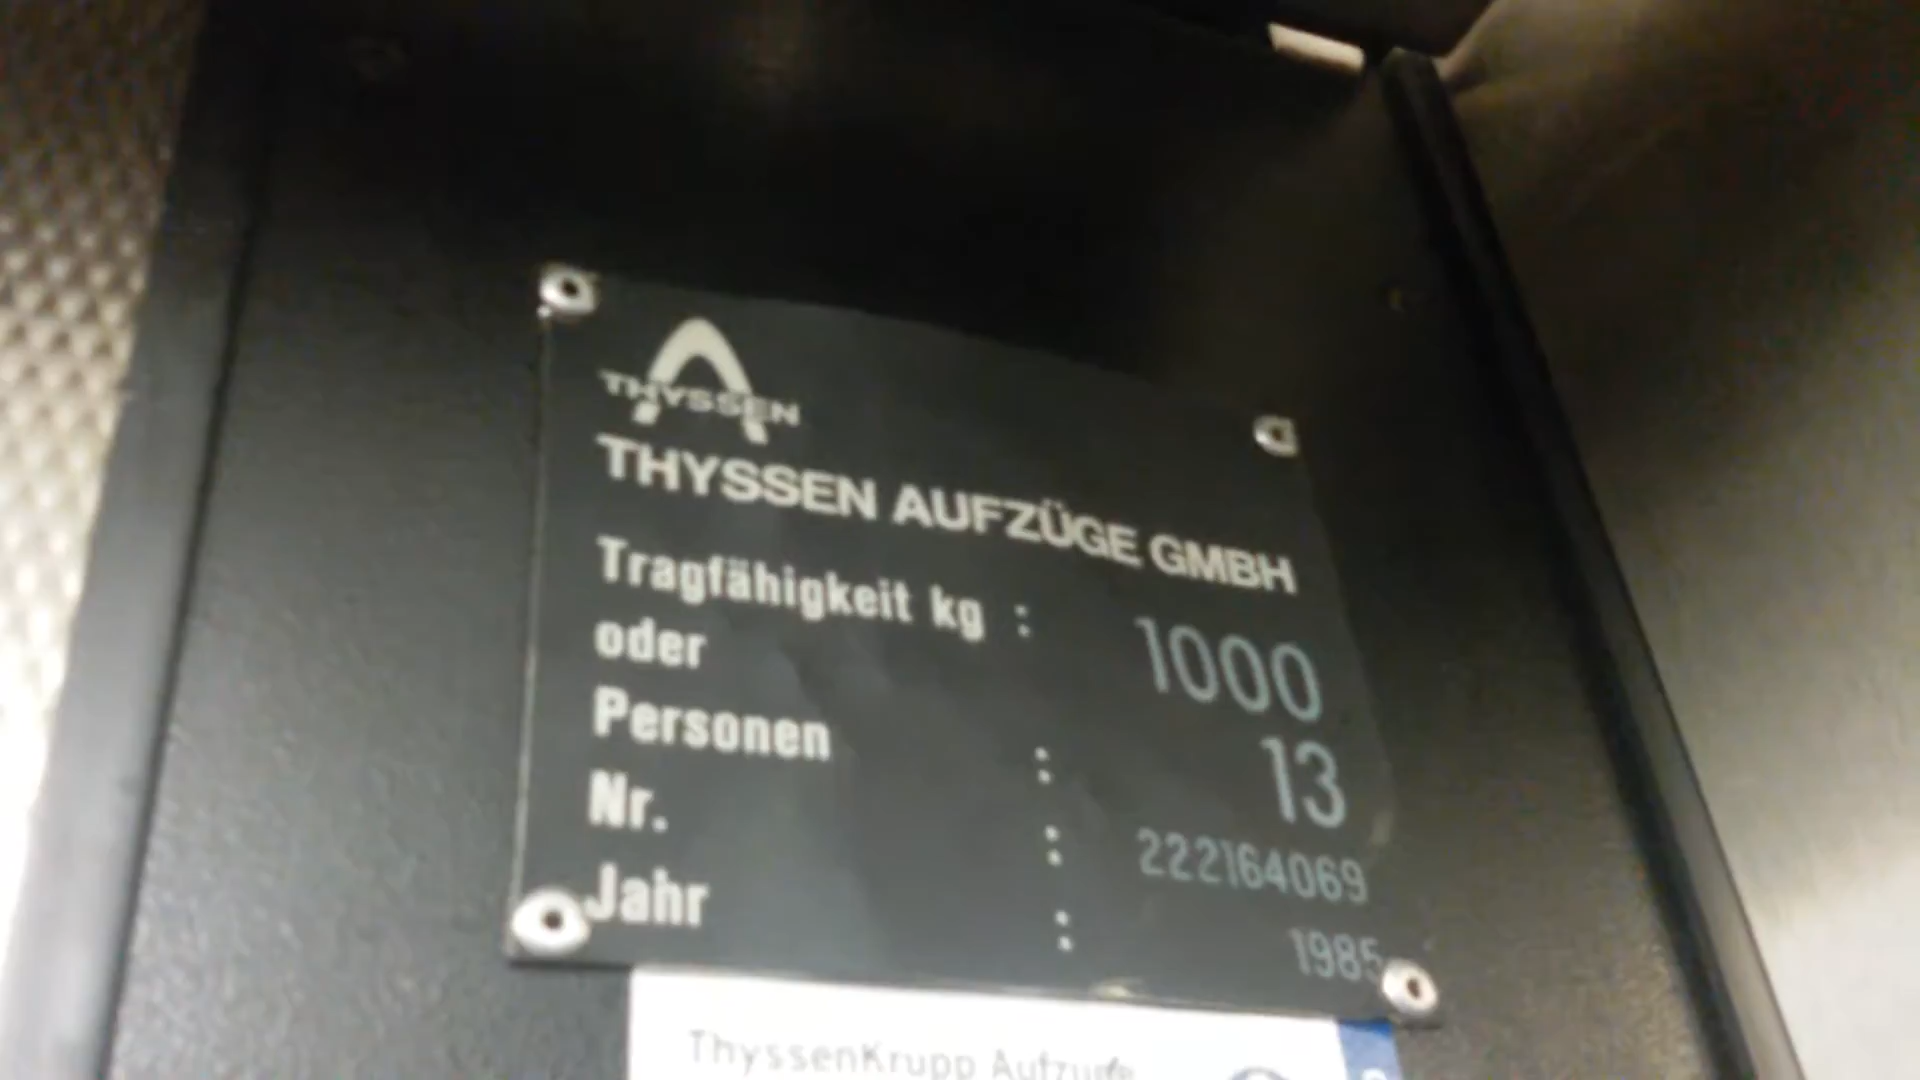 THYSSEN
THYSSEN AUFZÜGE GMBH
Tragfähigkeit kg : 1000
oder
Personen : 13
Nr. : 222164069
Jahr : 1985
ThyssenKrupp Aufzüge